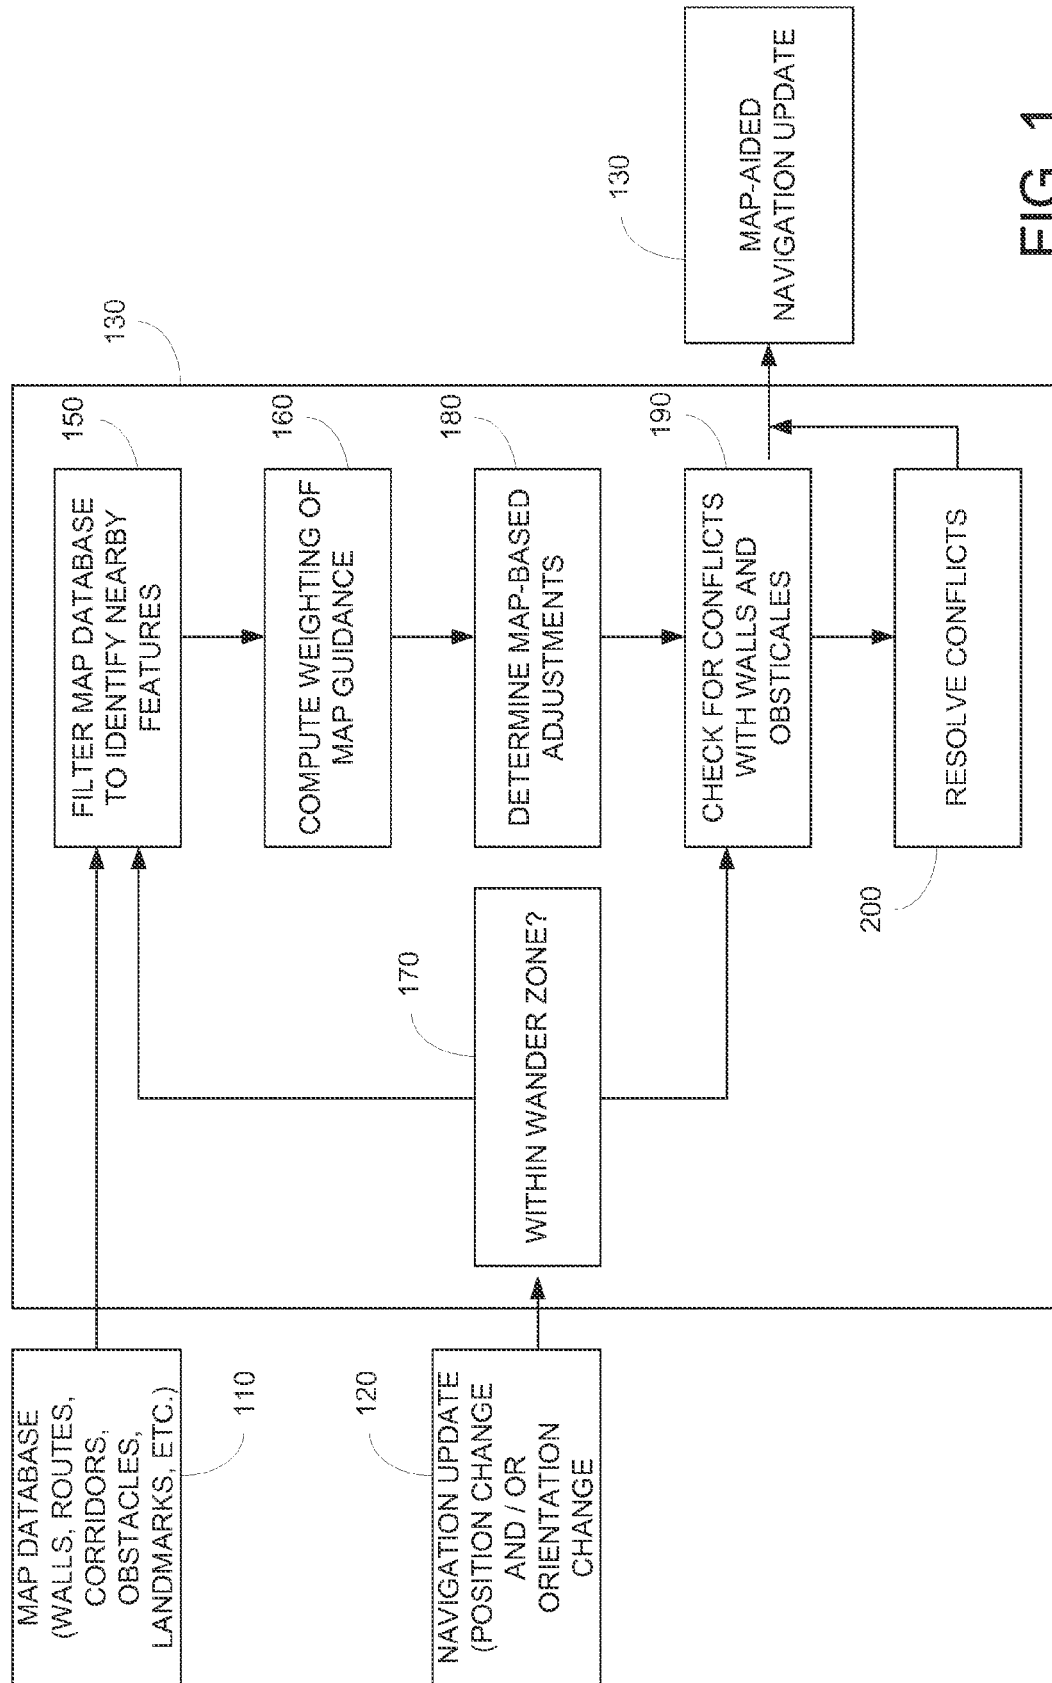 MAP DATABASE
(WALLS, ROUTES,
CORRIDORS,
OBSTACLES,
LANDMARKS, ETC.)
110
NAVIGATION UPDATE
(POSITION CHANGE
AND / OR
ORIENTATION
CHANGE
120
130
FILTER MAP DATABASE
TO IDENTIFY NEARBY
FEATURES
150
COMPUTE WEIGHTING OF
MAP GUIDANCE
160
WITHIN WANDER ZONE?
170
DETERMINE MAP-BASED
ADJUSTMENTS
180
CHECK FOR CONFLICTS
WITH WALLS AND
OBSTICALES
190
RESOLVE CONFLICTS
200
MAP-AIDED
NAVIGATION UPDATE
130
FIG. 1